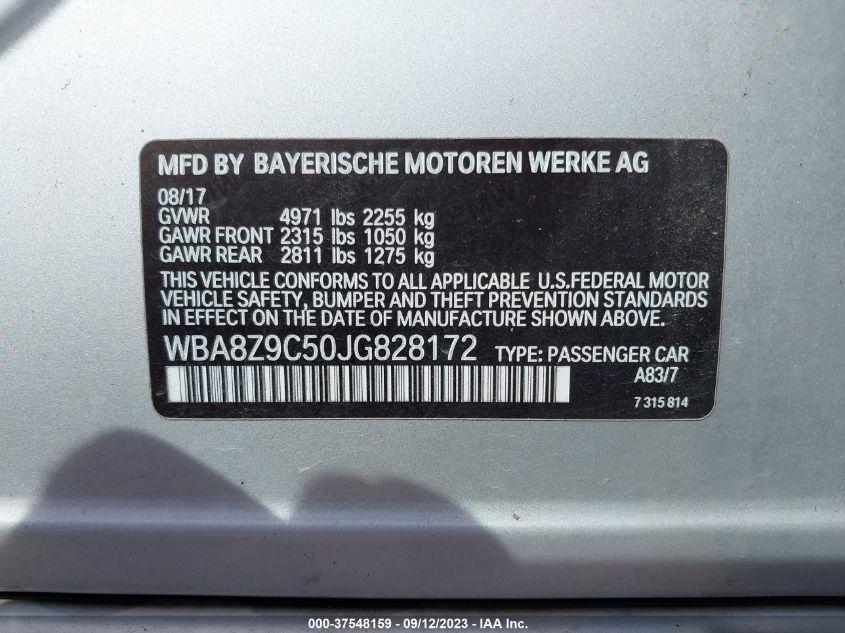 MFD BY BAYERISCHE MOTOREN WERKE AG
08/17
GVWR 4971 lbs 2255 kg
GAWR FRONT 2315 lbs 1050 kg
GAWR REAR 2811 lbs 1275 kg
THIS VEHICLE CONFORMS TO ALL APPLICABLE U.S.FEDERAL MOTOR
VEHICLE SAFETY, BUMPER AND THEFT PREVENTION STANDARDS
IN EFFECT ON THE DATE OF MANUFACTURE SHOWN ABOVE.
WBA8Z9C50JG828172 TYPE: PASSENGER CAR
A83/7
7 315 814
000-37548159 - 09/12/2023 - IAA Inc.